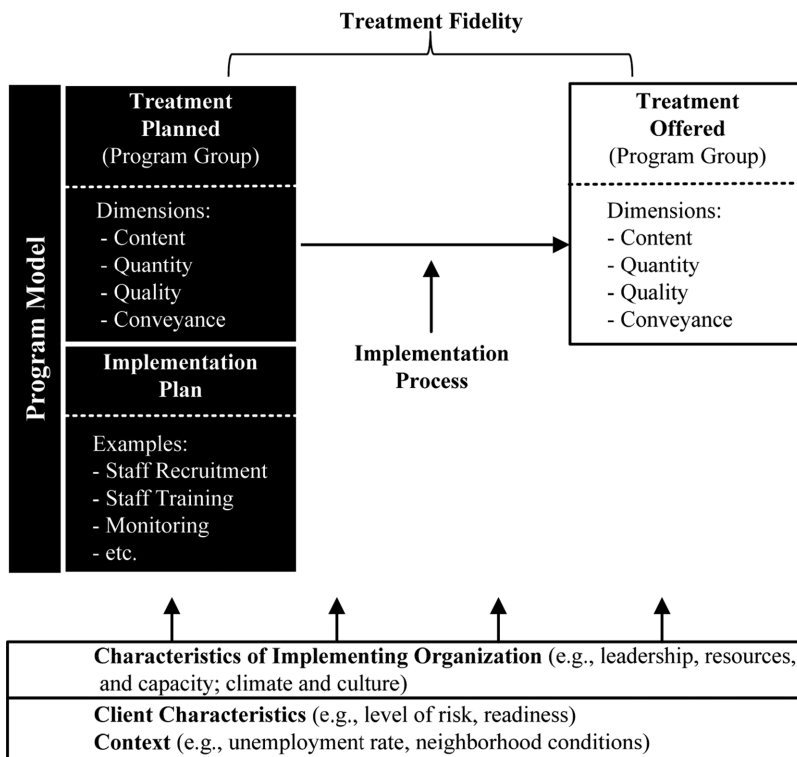 Treatment Fidelity
Program Model
Treatment
Planned
(Program Group)
Dimensions:
- Content
- Quantity
- Quality
- Conveyance
Implementation
Plan
Examples:
- Staff Recruitment
- Staff Training
- Monitoring
- etc.
Implementation
Process
Treatment
Offered
(Program Group)
Dimensions:
- Content
- Quantity
- Quality
- Conveyance
Characteristics of Implementing Organization (e.g., leadership, resources,
and capacity; climate and culture)
Client Characteristics (e.g., level of risk, readiness)
Context (e.g., unemployment rate, neighborhood conditions)